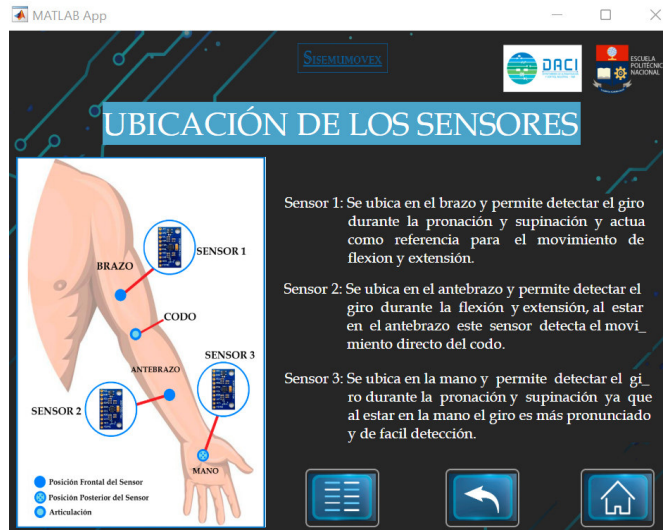 MATLAB App
SISEMUMOVEX
DACI
ESCUELA
POLITÉCNICA
NACIONAL
UBICACIÓN DE LOS SENSORES
SENSOR 1
BRAZO
CODO
SENSOR 3
ANTEBRAZO
SENSOR 2
MANO
Posición Frontal del Sensor
Posición Posterior del Sensor
Articulación
Sensor 1: Se ubica en el brazo y permite detectar el giro
durante la pronación y supinación y actua
como referencia para el movimiento de
flexion y extensión.
Sensor 2: Se ubica en el antebrazo y permite detectar el
giro durante la flexión y extensión, al estar
en el antebrazo este sensor detecta el movi_
miento directo del codo.
Sensor 3: Se ubica en la mano y permite detectar el gi_
ro durante la pronación y supinación ya que
al estar en la mano el giro es más pronunciado
y de facil detección.